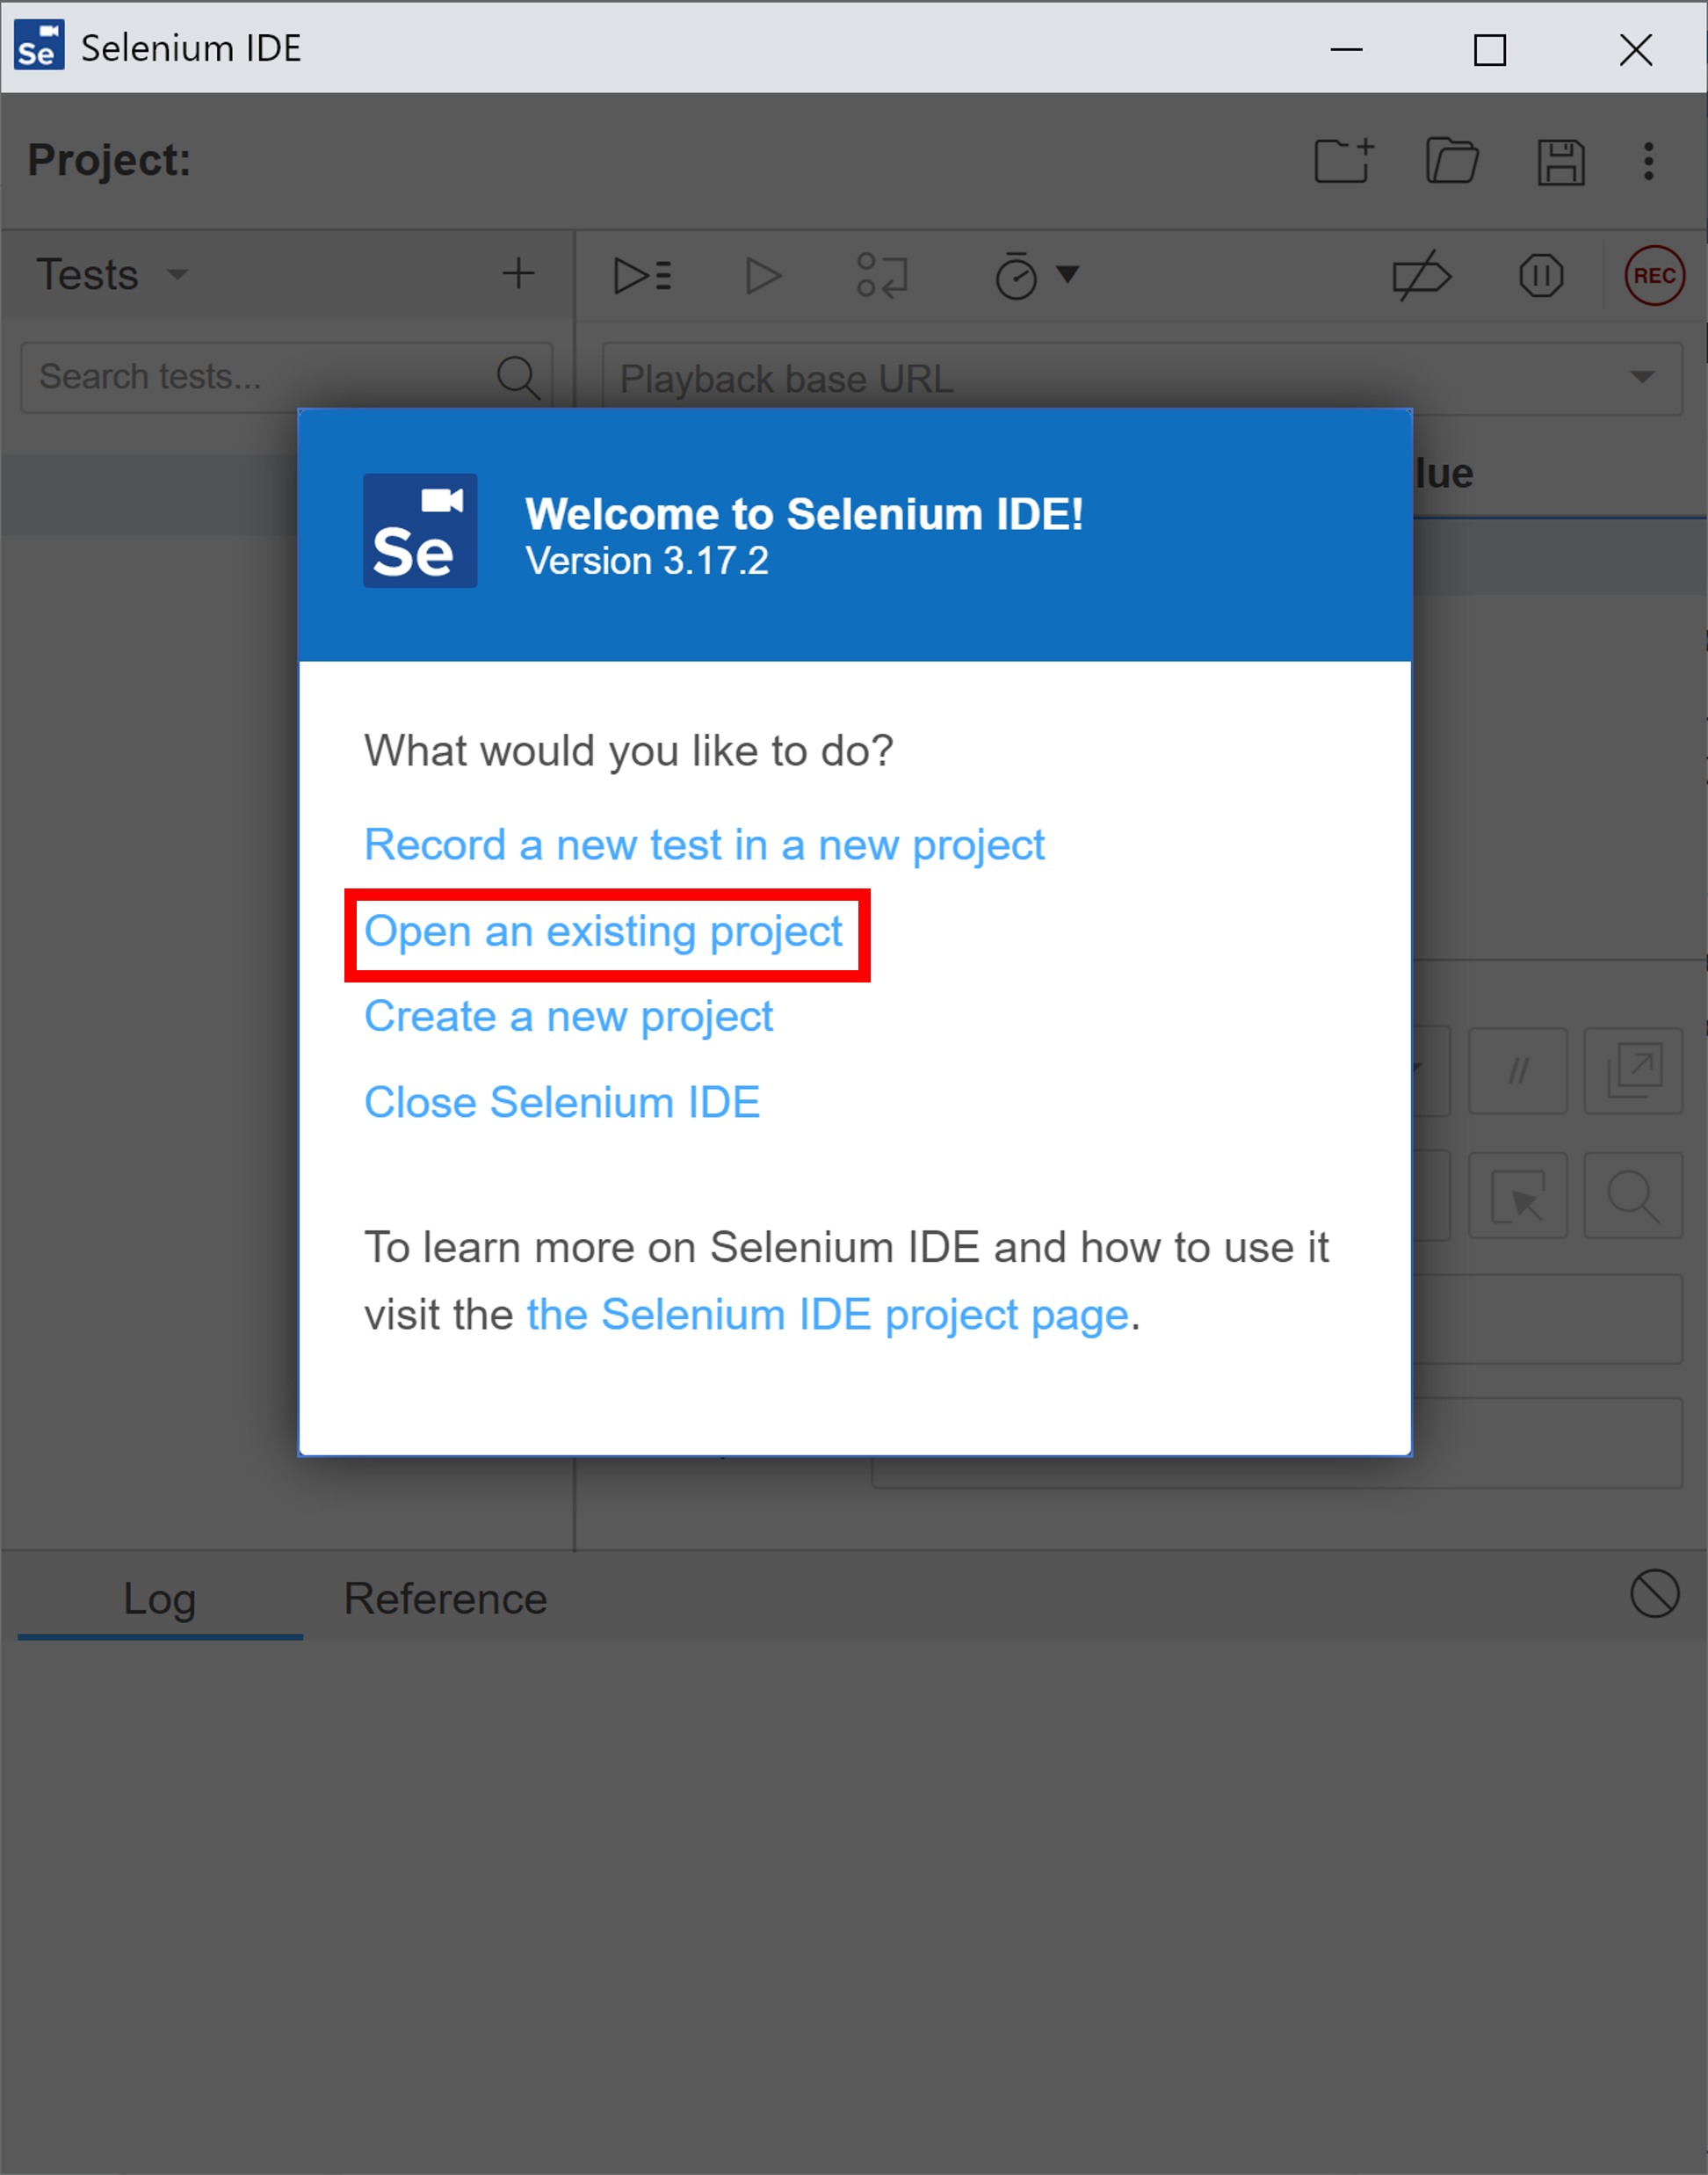 Se Selenium IDE
Project:
Tests
REC
Search tests...
Playback base URL
lue
Se
Welcome to Selenium IDE!
Version 3.17.2
What would you like to do?
Record a new test in a new project
Open an existing project
Create a new project
Close Selenium IDE
//
To learn more on Selenium IDE and how to use it
visit the the Selenium IDE project page.
Log
Reference